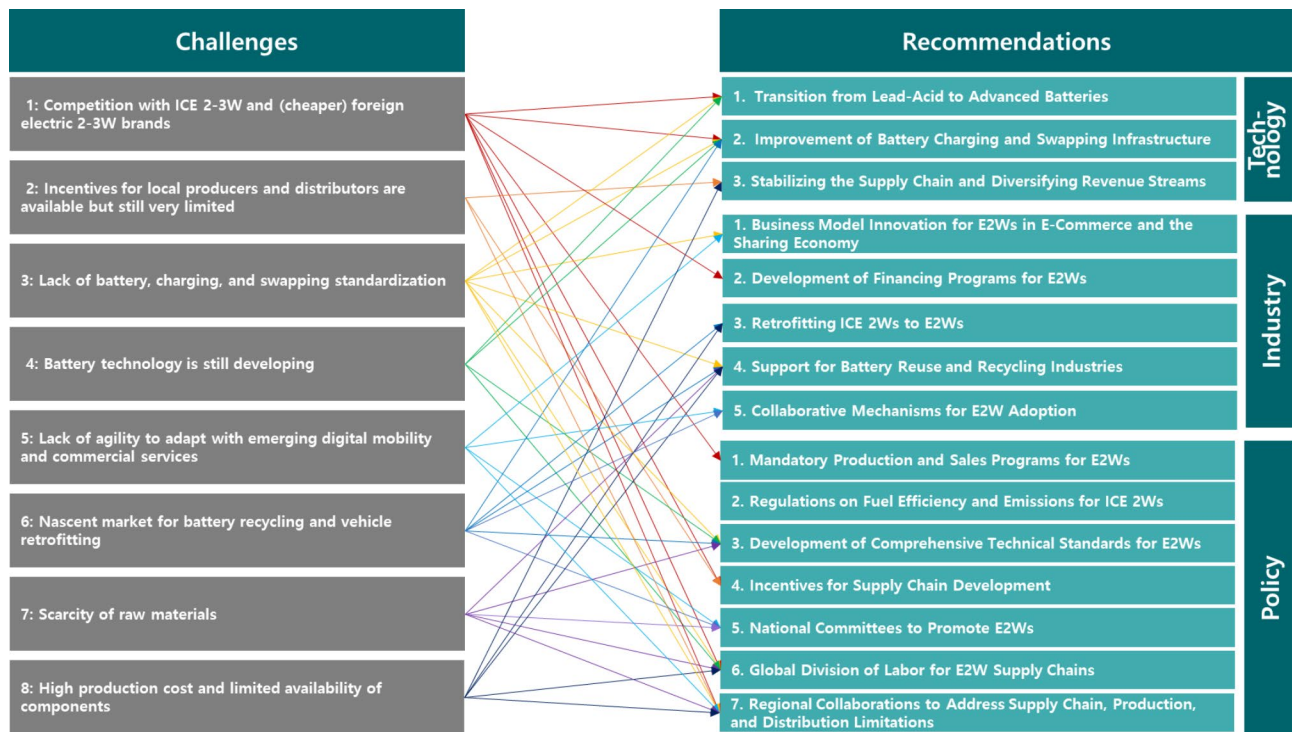 Challenges
1: Competition with ICE 2-3W and (cheaper) foreign
electric 2-3W brands
2: Incentives for local producers and distributors are
available but still very limited
3: Lack of battery, charging, and swapping standardization
4: Battery technology is still developing
5: Lack of agility to adapt with emerging digital mobility
and commercial services
6: Nascent market for battery recycling and vehicle
retrofitting
7: Scarcity of raw materials
8: High production cost and limited availability of
components
Recommendations
1. Transition from Lead-Acid to Advanced Batteries
2. Improvement of Battery Charging and Swapping Infrastructure
3. Stabilizing the Supply Chain and Diversifying Revenue Streams
Tech-
nology
1. Business Model Innovation for E2Ws in E-Commerce and the
Sharing Economy
2. Development of Financing Programs for E2Ws
3. Retrofitting ICE 2Ws to E2Ws
4. Support for Battery Reuse and Recycling Industries
5. Collaborative Mechanisms for E2W Adoption
Industry
1. Mandatory Production and Sales Programs for E2Ws
2. Regulations on Fuel Efficiency and Emissions for ICE 2Ws
3. Development of Comprehensive Technical Standards for E2Ws
4. Incentives for Supply Chain Development
5. National Committees to Promote E2Ws
6. Global Division of Labor for E2W Supply Chains
7. Regional Collaborations to Address Supply Chain, Production,
and Distribution Limitations
Policy